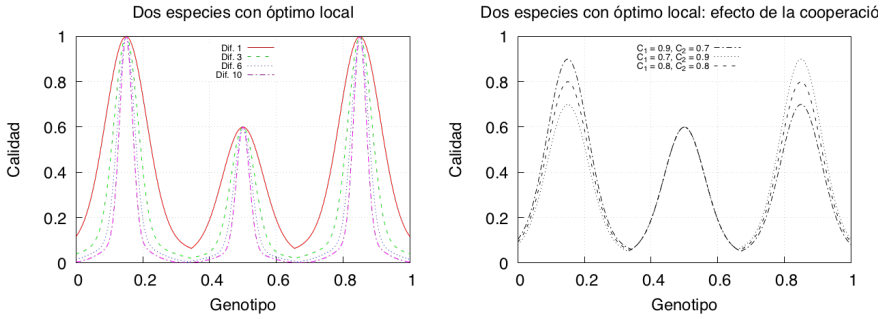 Dos especies con óptimo local
Calidad
1
0.8
0.6
0.4
0.2
0
Dif. 1
Dif. 3
Dif. 6
Dif. 10
0 0.2 0.4 0.6 0.8 1
Genotipo
Dos especies con óptimo local: efecto de la cooperació
Calidad
1
0.8
0.6
0.4
0.2
0
C₁ = 0.9, C₂ = 0.7
C₁ = 0.7, C₂ = 0.9
C₁ = 0.8, C₂ = 0.8
0 0.2 0.4 0.6 0.8 1
Genotipo